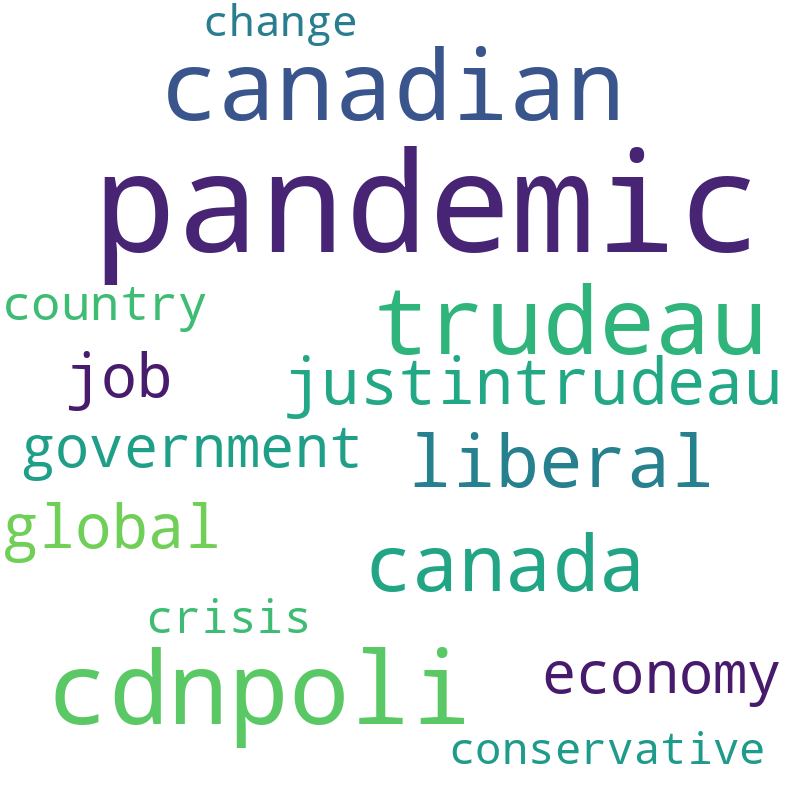 change
canadian
pandemic
country
trudeau
job
justintrudeau
government
liberal
global
canada
crisis
cdnpoli
economy
conservative